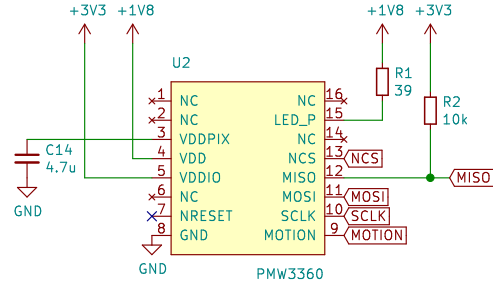 +3V3 +1V8 +1V8 +3V3
U2
R1
39
R2
10k
C14
4.7u
GND
1 NC
2 NC
3 VDDPIX
4 VDD
5 VDDIO
6 NC
7 NRESET
8 GND
NC 16
LED_P 15
NC 14
NCS 13 NCS
MISO 12 MISO
MOSI 11 MOSI
SCLK 10 SCLK
MOTION 9 MOTION
GND
PMW3360